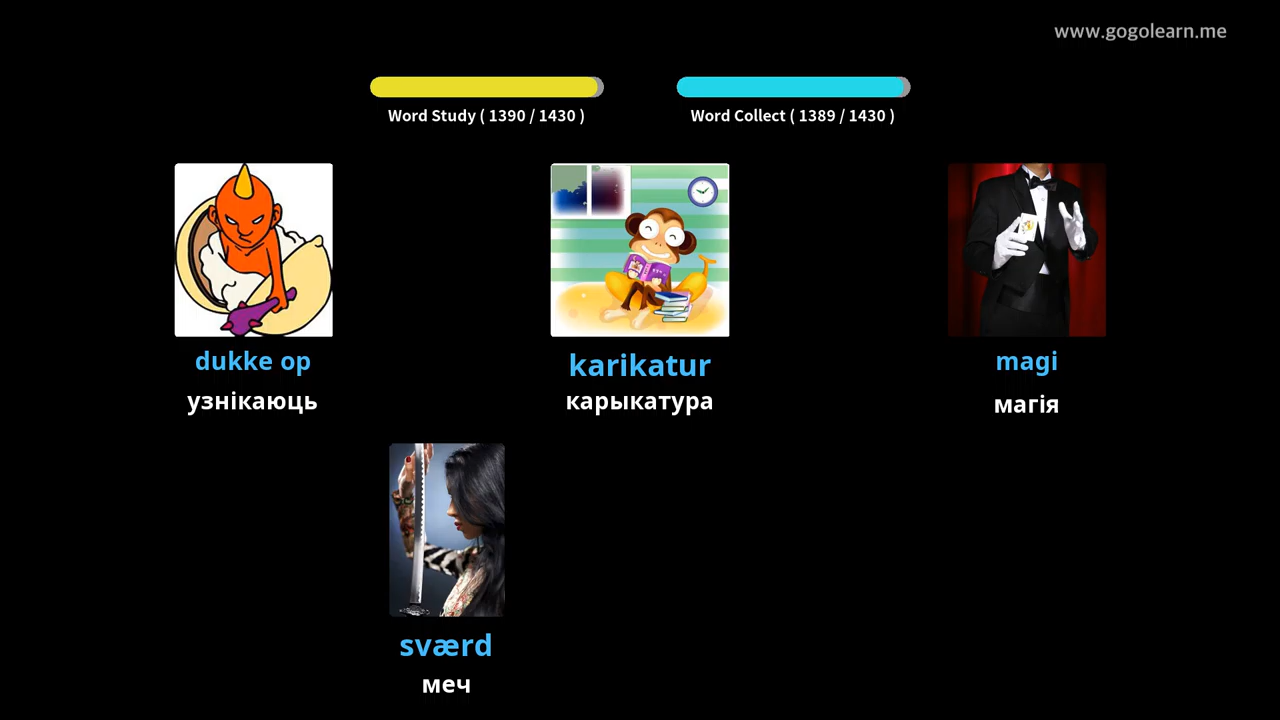 www.gogolearn.me
Word Study ( 1390 / 1430 )
Word Collect ( 1389 / 1430 )
dukke op
узнікаюць
karikatur
карыкатура
magi
магія
sværd
меч